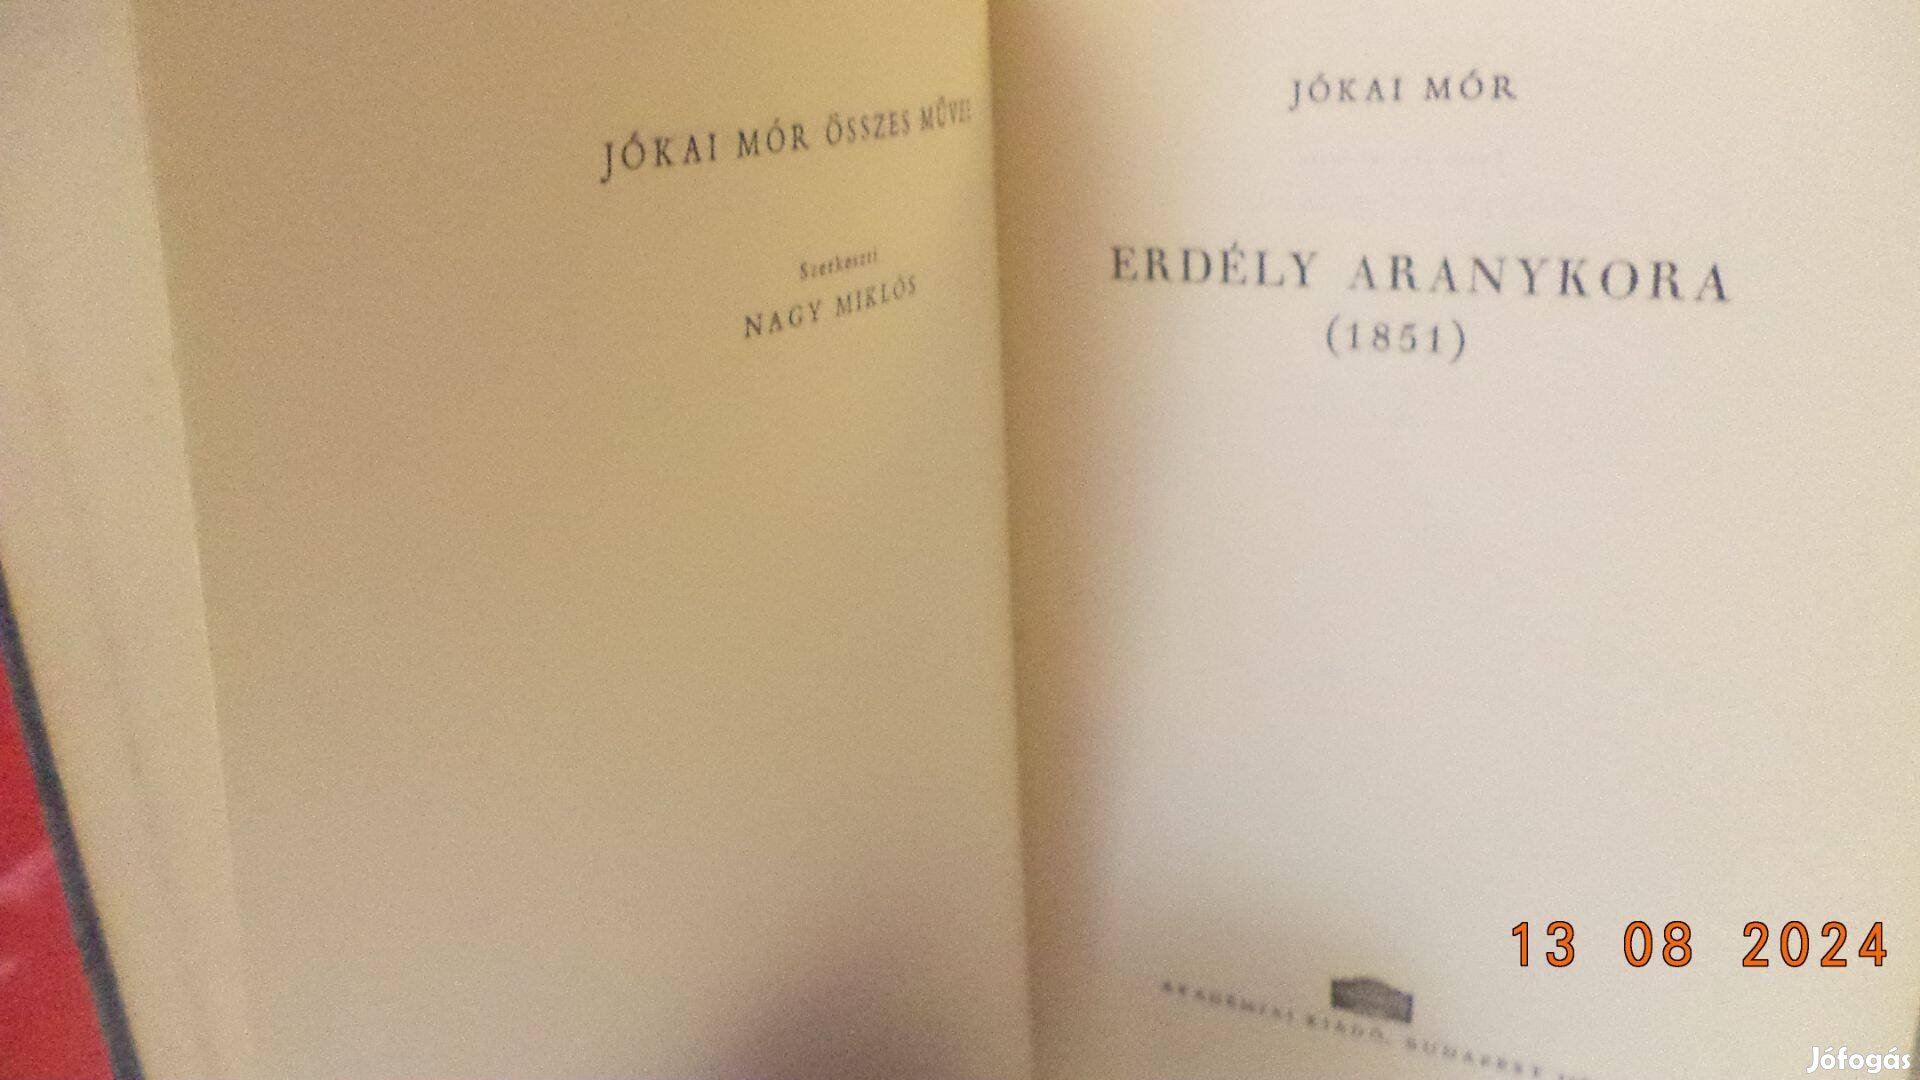 JÓKAI MÓR ÖSSZES MŰVEI
Szerkeszti
NAGY MIKLÓS
JÓKAI MÓR
ERDÉLY ARANYKORA
(1851)
AKADÉMIAI KIADÓ, BUDAPEST
13 08 2024
Jófogás